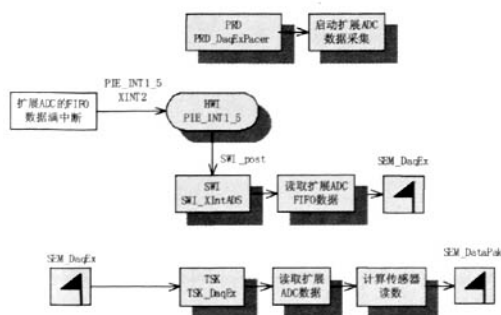 PRD
PRD_DaqExPacer
启动扩展ADC
数据采集
PIE_INT1_5
XINT2
扩展ADC的FIFO
数据满中断
HWI
PIE_INT1_5
SWI_post
SEM_DaqEx
SWI
SWI_XIntADS
读取扩展ADC
FIFO数据
SEM_DaqEx
SEM_DataPak
TSK
TSK_DaqEx
读取扩展
ADC数据
计算传感器
读数